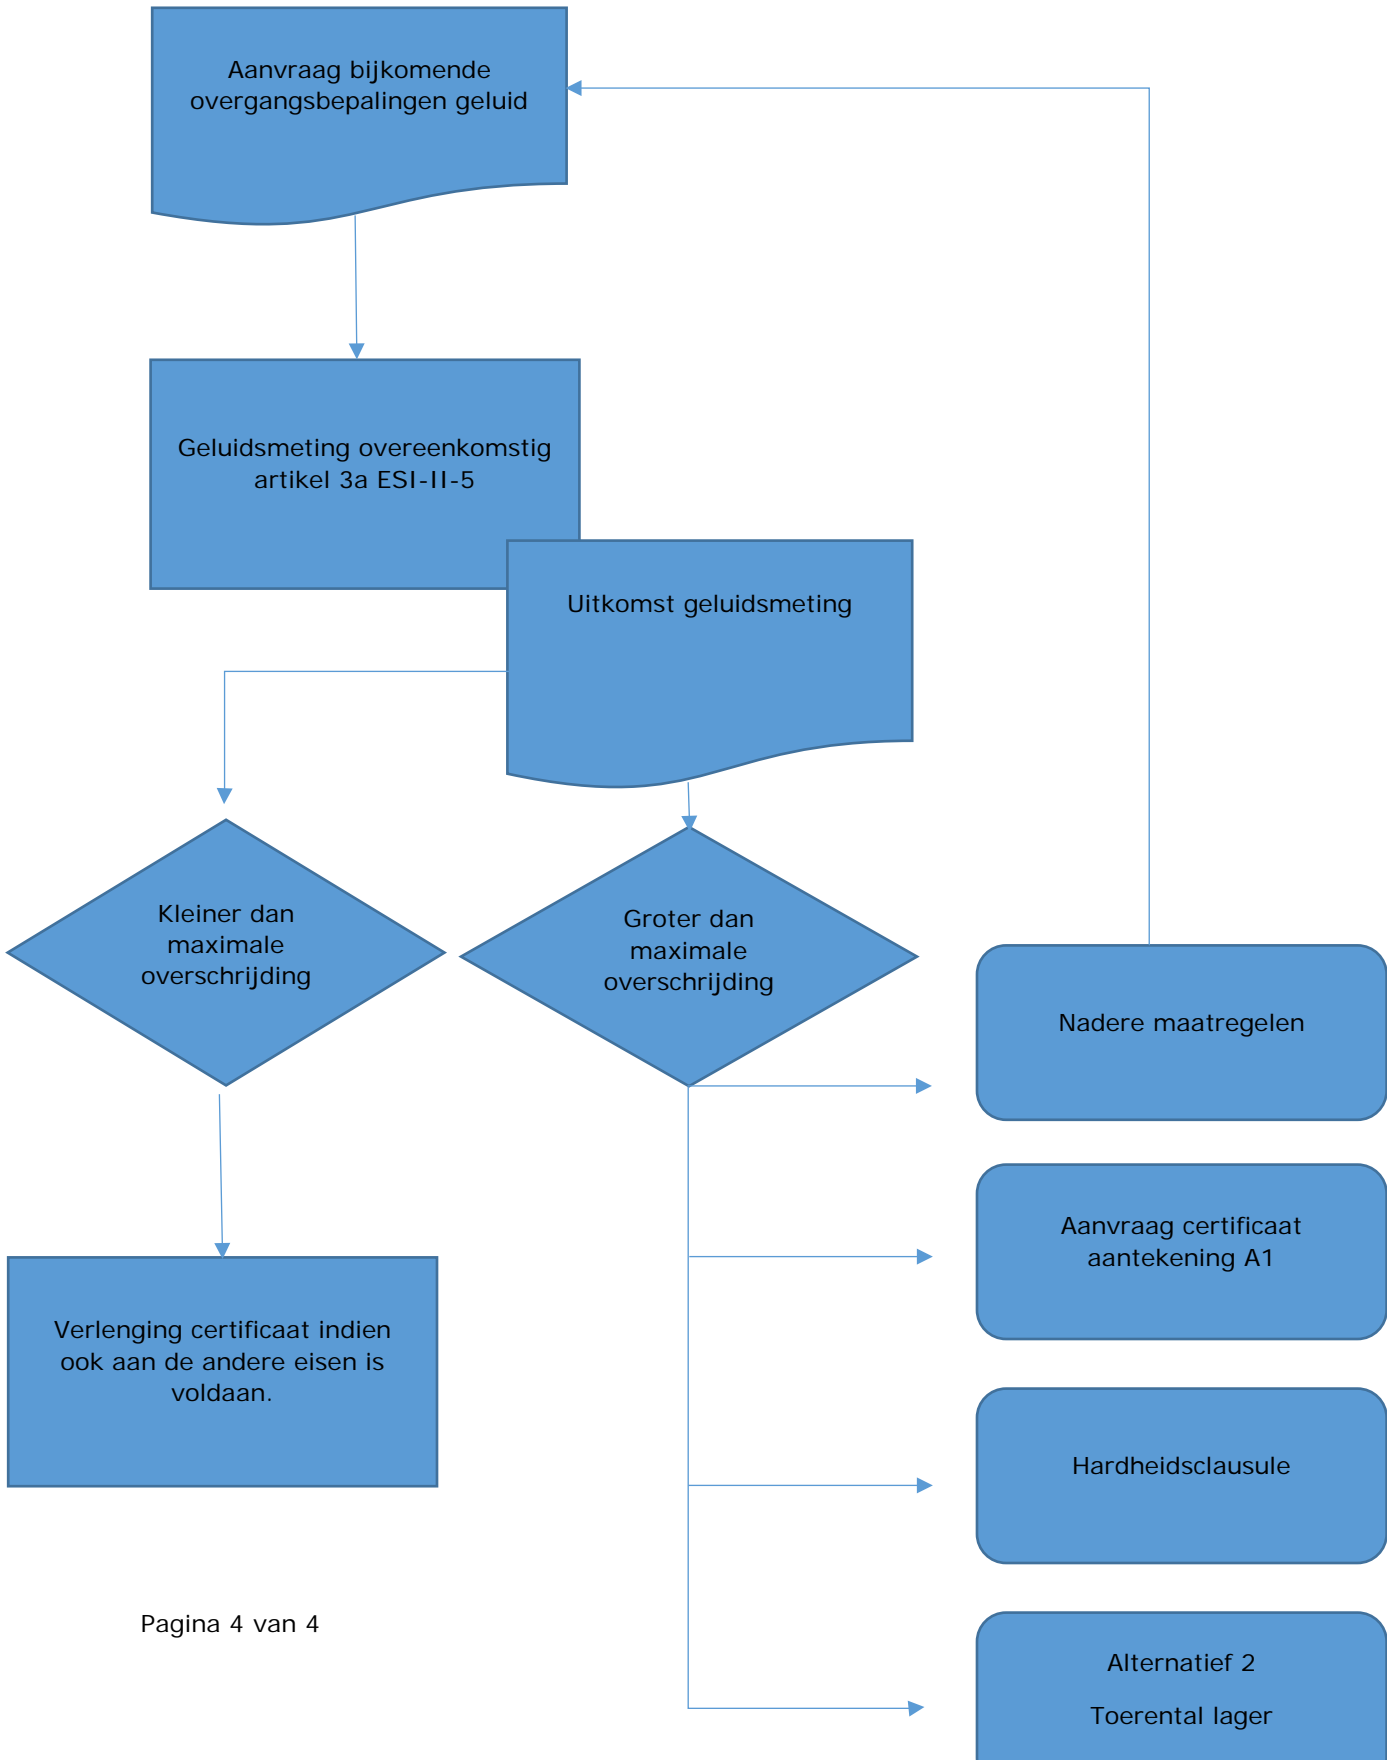 Aanvraag bijkomende
overgangsbepalingen geluid
Geluidsmeting overeenkomstig
artikel 3a ESI-II-5
Uitkomst geluidsmeting
Kleiner dan
maximale
overschrijding
Groter dan
maximale
overschrijding
Nadere maatregelen
Aanvraag certificaat
aantekening A1
Verlenging certificaat indien
ook aan de andere eisen is
voldaan.
Hardheidsclausule
Alternatief 2
Toerental lager
Pagina 4 van 4